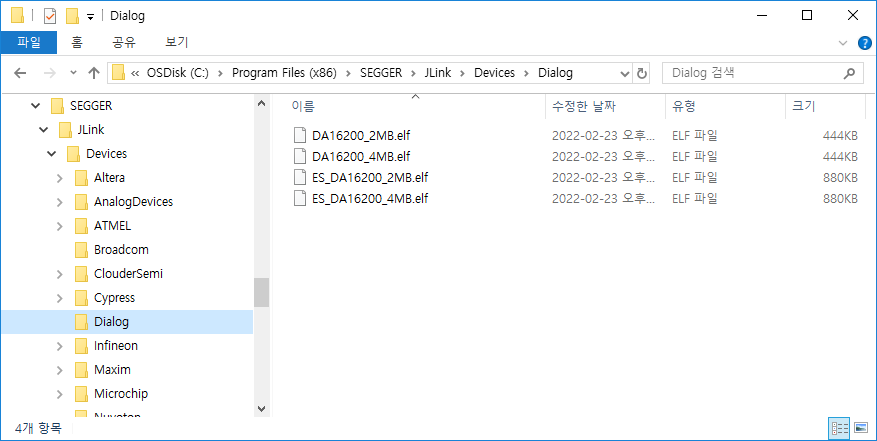 Dialog
파일 홈 공유 보기
« OSDisk (C:) › Program Files (x86) › SEGGER › JLink › Devices › Dialog
Dialog 검색
SEGGER
JLink
Devices
Altera
AnalogDevices
ATMEL
Broadcom
ClouderSemi
Cypress
Dialog
Infineon
Maxim
Microchip
Nuvoton
이름 수정한 날짜 유형 크기
DA16200_2MB.elf 2022-02-23 오후... ELF 파일 444KB
DA16200_4MB.elf 2022-02-23 오후... ELF 파일 444KB
ES_DA16200_2MB.elf 2022-02-23 오후... ELF 파일 880KB
ES_DA16200_4MB.elf 2022-02-23 오후... ELF 파일 880KB
4개 항목